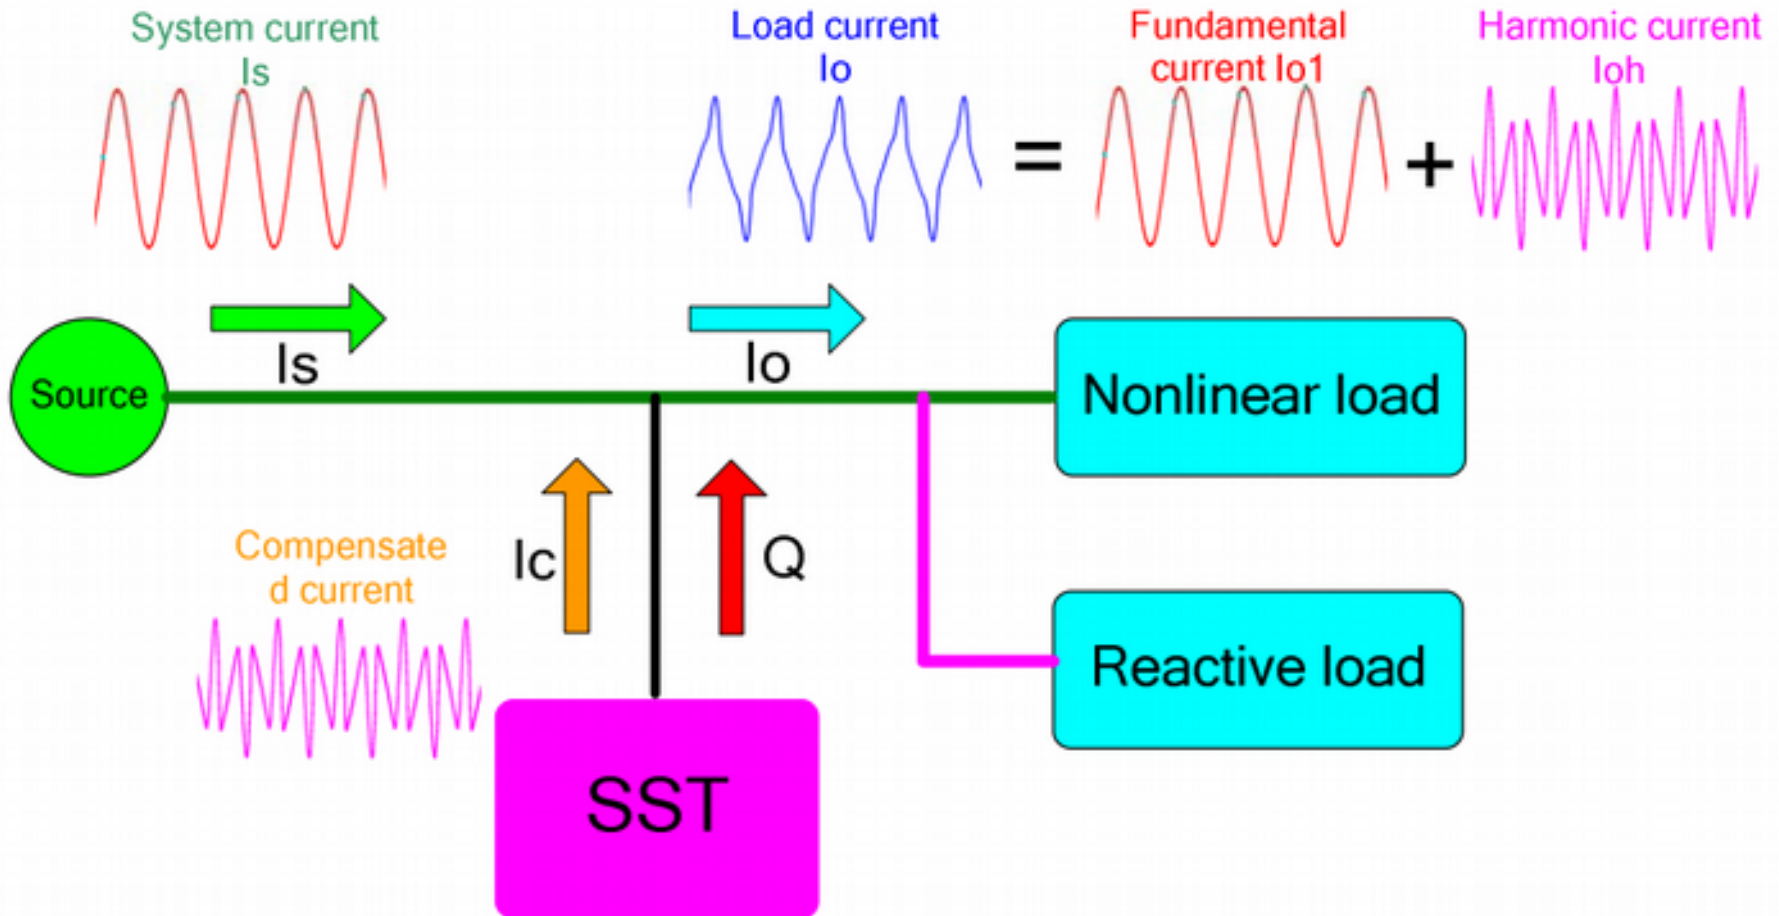 System current
Is
Load current
Io
=
Fundamental
current Io1
+
Harmonic current
Ioh
Is
Io
Source
Nonlinear load
Compensate
d current
Ic
Q
Reactive load
SST